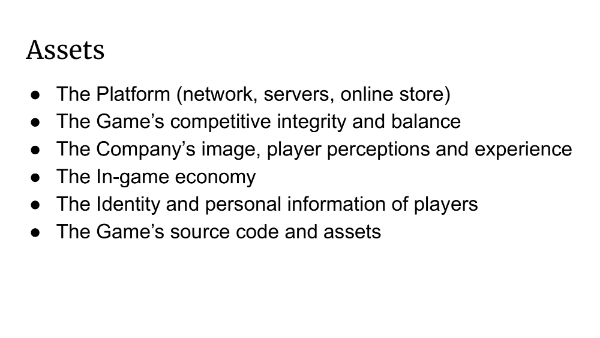 Assets
● The Platform (network, servers, online store)
● The Game’s competitive integrity and balance
● The Company’s image, player perceptions and experience
● The In-game economy
● The Identity and personal information of players
● The Game’s source code and assets